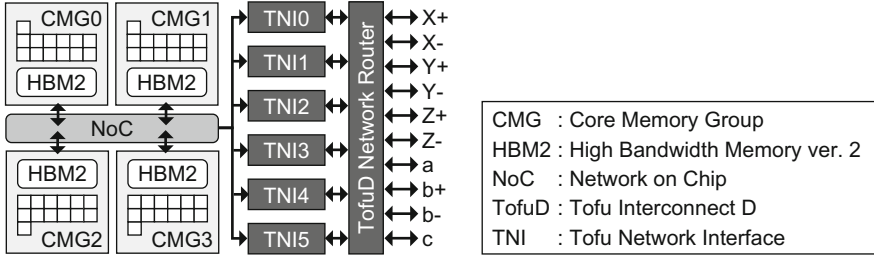 CMG0
CMG1
HBM2
HBM2
NoC
HBM2
HBM2
CMG2
CMG3
TNI0
TNI1
TNI2
TNI3
TNI4
TNI5
TofuD Network Router
X+
X-
Y+
Y-
Z+
Z-
a
b+
b-
c
CMG : Core Memory Group
HBM2 : High Bandwidth Memory ver. 2
NoC : Network on Chip
TofuD : Tofu Interconnect D
TNI : Tofu Network Interface